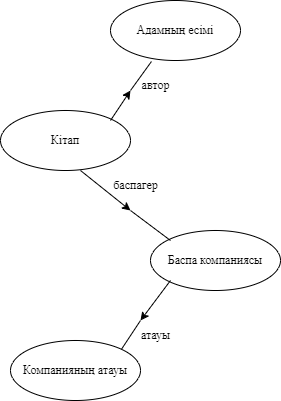 Адамның есімі
автор
Кітап
баспагер
Баспа компаниясы
атауы
Компанияның атауы